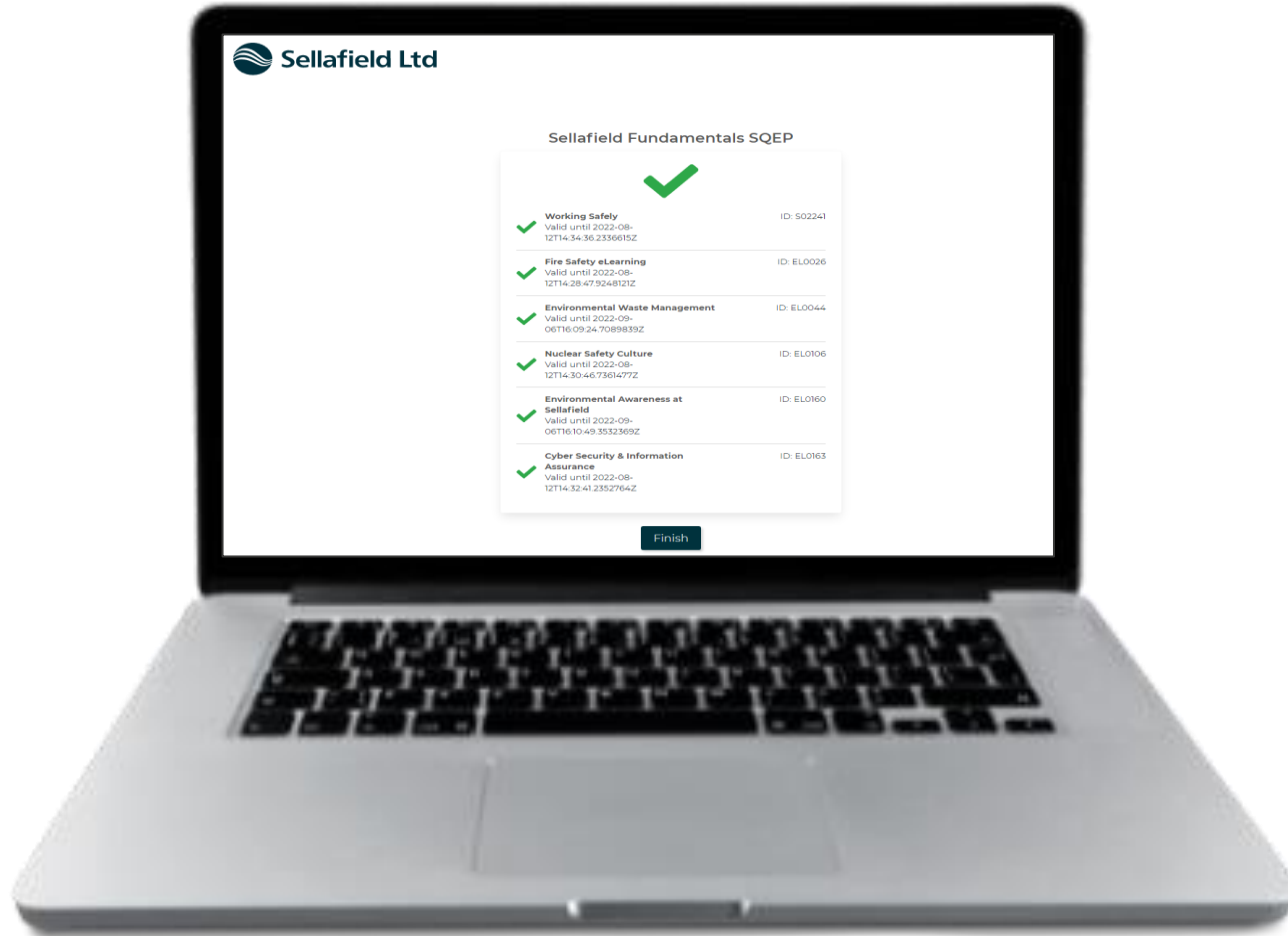 Sellafield Ltd
Sellafield Fundamentals SQEP
Working Safely
ID: S02241
Valid until 2022-08-
12T14:34:36.2336615Z
Fire Safety eLearning
ID: EL0026
Valid until 2022-08-
12T14:28:47.9248121Z
Environmental Waste Management
ID: EL0044
Valid until 2022-09-
06T16:09:24.7089839Z
Nuclear Safety Culture
ID: EL0106
Valid until 2022-08-
12T14:30:46.7361477Z
Environmental Awareness at
ID: EL0160
Sellafield
Valid until 2022-09-
06T16:10:49.3532369Z
Cyber Security & Information
ID: EL0163
Assurance
Valid until 2022-08-
12T14:32:41.2352764Z
Finish